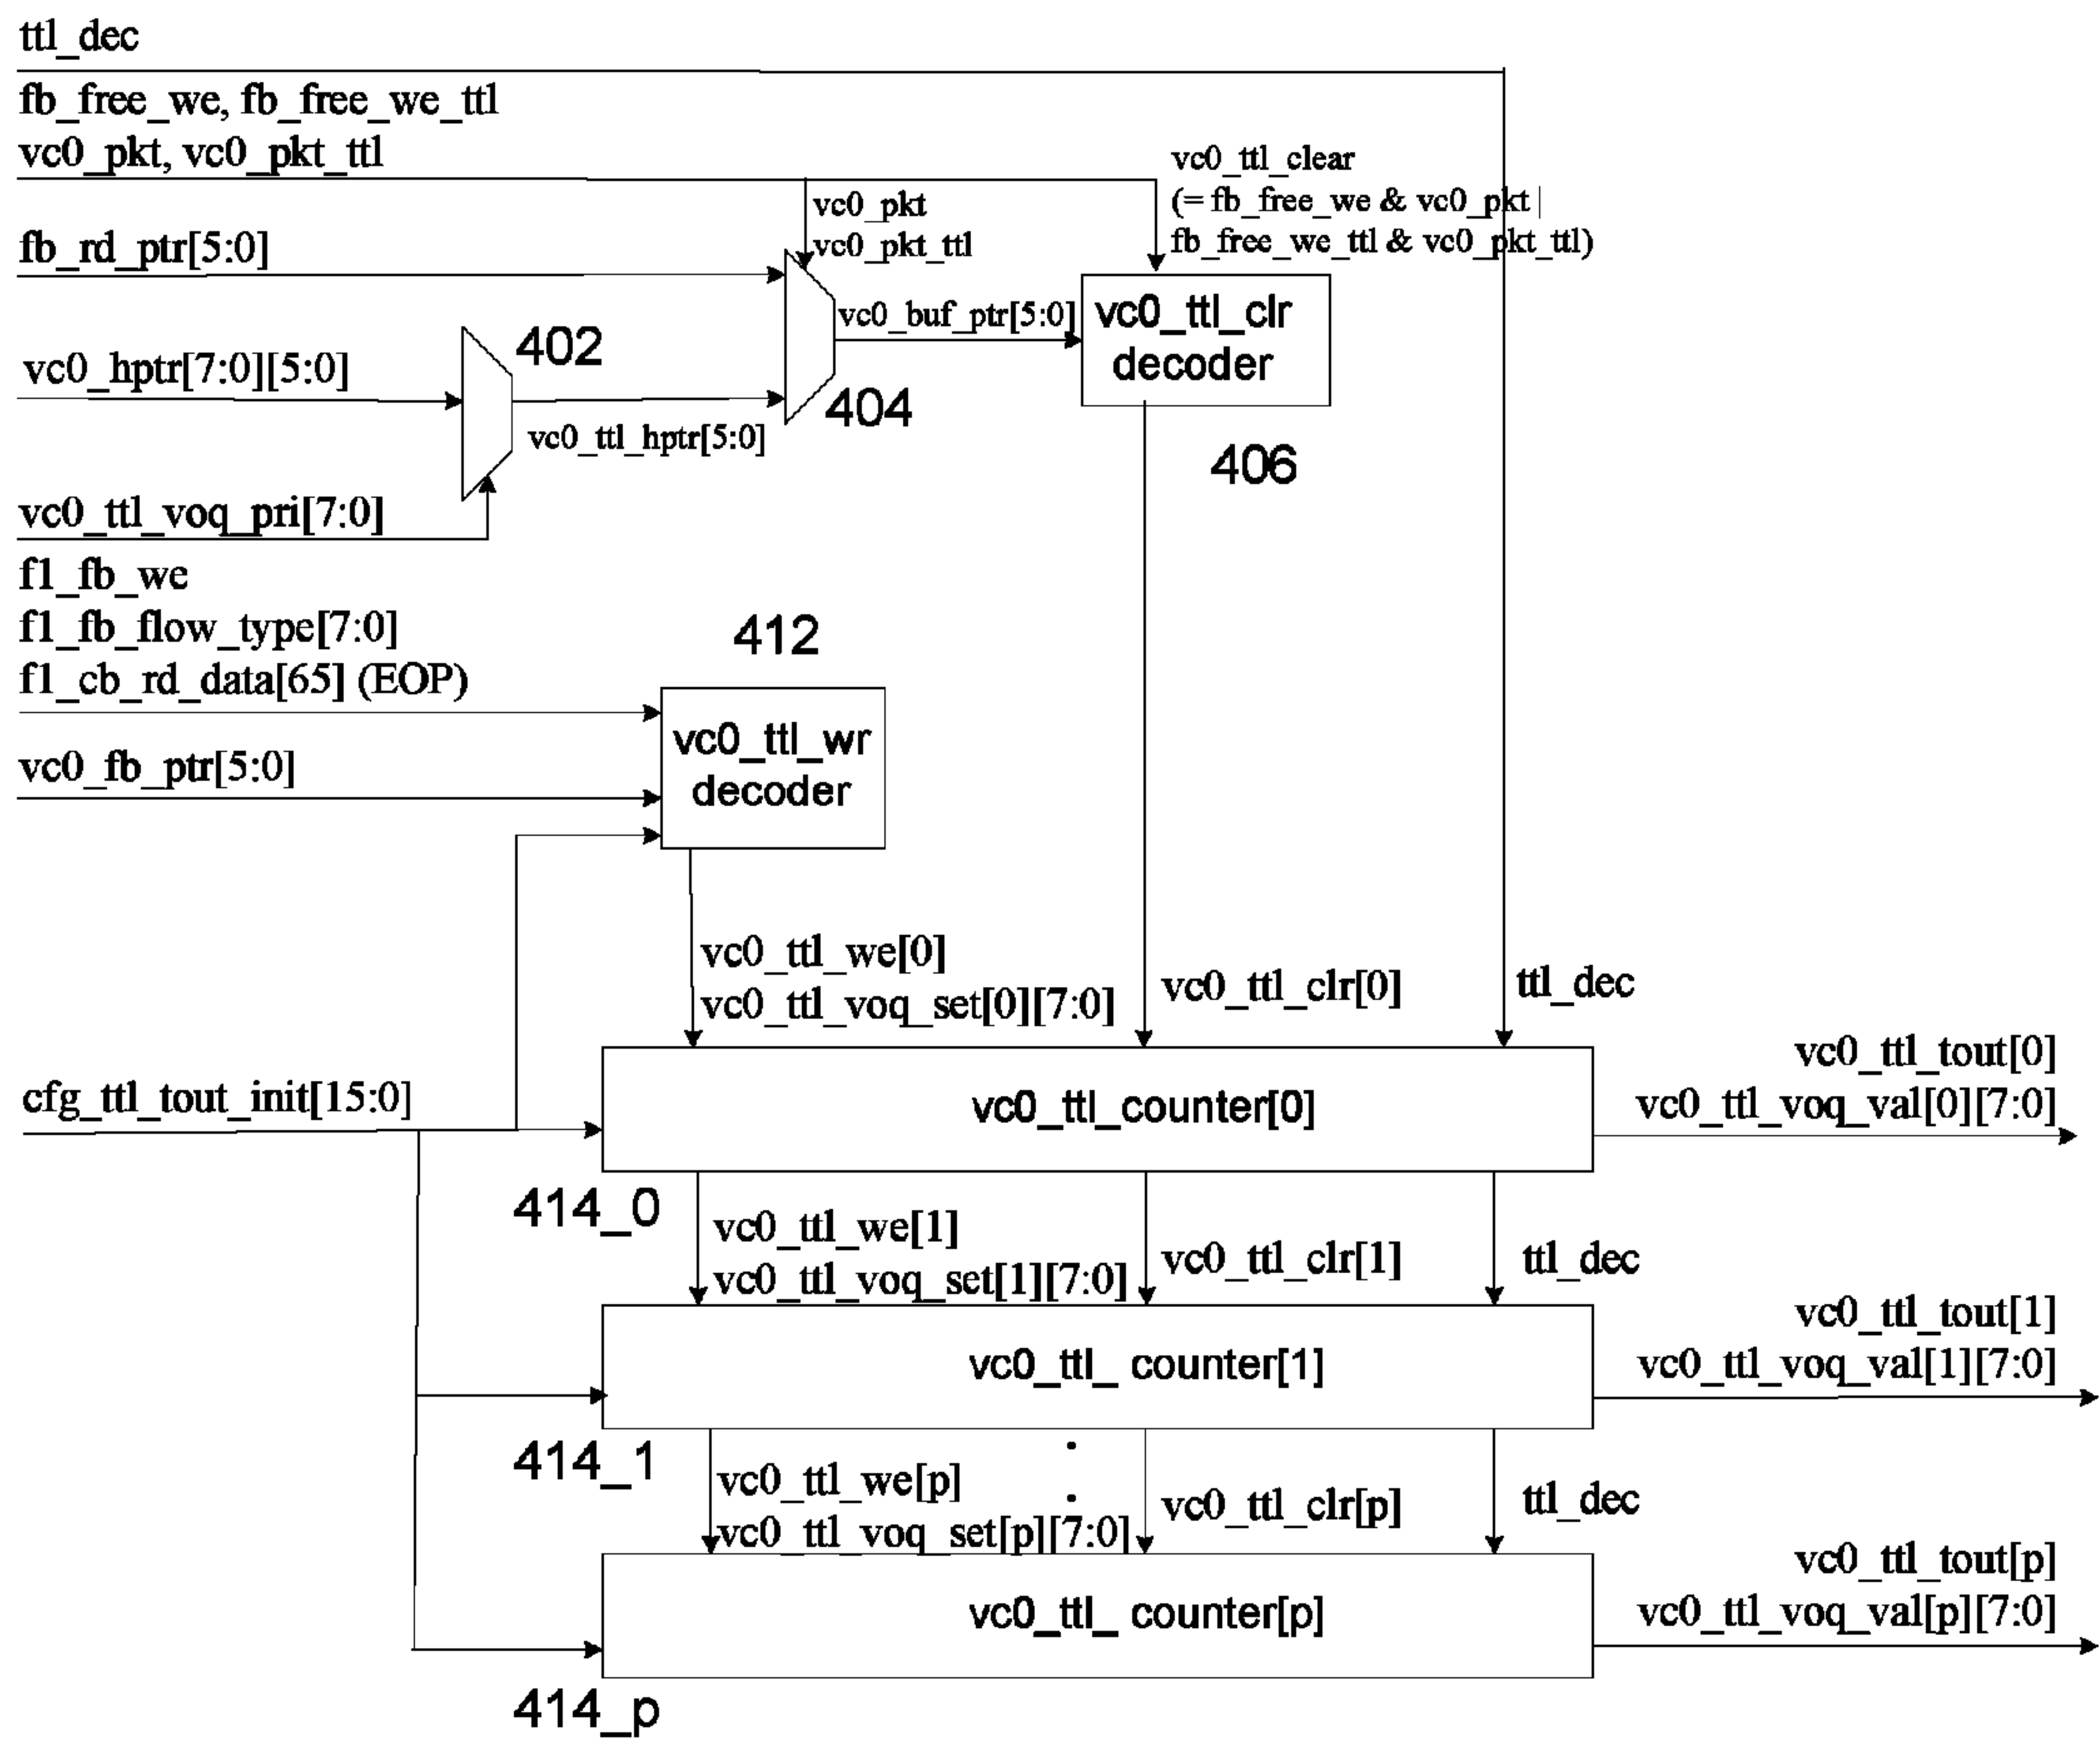 ttl_dec
fb_free_we, fb_free_we_ttl
vc0_pkt, vc0_pkt_ttl
vc0_ttl_clear
(= fb_free_we & vc0_pkt |
fb_free_we_ttl & vc0_pkt_ttl)
vc0_pkt
vc0_pkt_ttl
fb_rd_ptr[5:0]
vc0_buf_ptr[5:0]
vc0_ttl_clr
decoder
402
vc0_hptr[7:0][5:0]
404
vc0_ttl_hptr[5:0]
406
vc0_ttl_voq_pri[7:0]
f1_fb_we
f1_fb_flow_type[7:0]
f1_cb_rd_data[65] (EOP)
412
vc0_ttl_wr
decoder
vc0_fb_ptr[5:0]
vc0_ttl_we[0]
vc0_ttl_voq_set[0][7:0]
vc0_ttl_clr[0]
ttl_dec
cfg_ttl_tout_init[15:0]
vc0_ttl_counter[0]
vc0_ttl_tout[0]
vc0_ttl_voq_val[0][7:0]
414_0
vc0_ttl_we[1]
vc0_ttl_voq_set[1][7:0]
vc0_ttl_clr[1]
ttl_dec
vc0_ttl_ counter[1]
vc0_ttl_tout[1]
vc0_ttl_voq_val[1][7:0]
414_1
vc0_ttl_we[p]
vc0_ttl_voq_set[p][7:0]
vc0_ttl_clr[p]
ttl_dec
vc0_ttl_ counter[p]
vc0_ttl_tout[p]
vc0_ttl_voq_val[p][7:0]
414_p